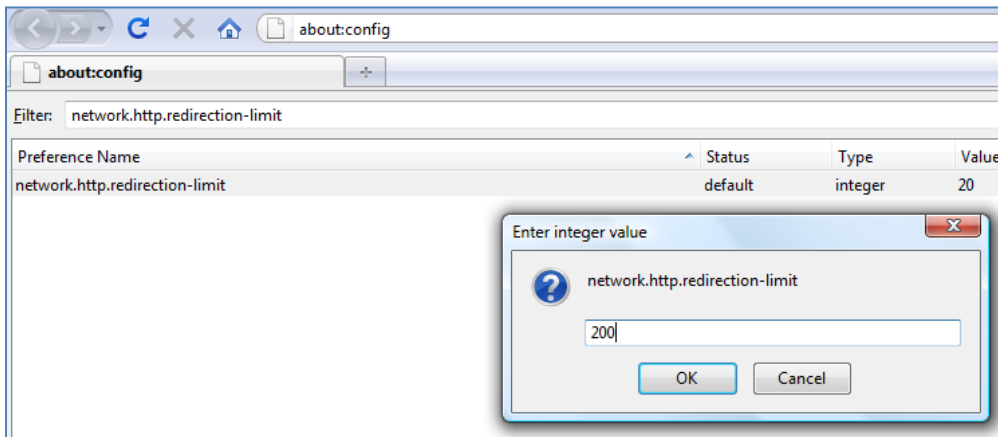 about:config
about:config
Filter: network.http.redirection-limit
Preference Name Status Type Value
network.http.redirection-limit default integer 20
Enter integer value
network.http.redirection-limit
200
OK Cancel